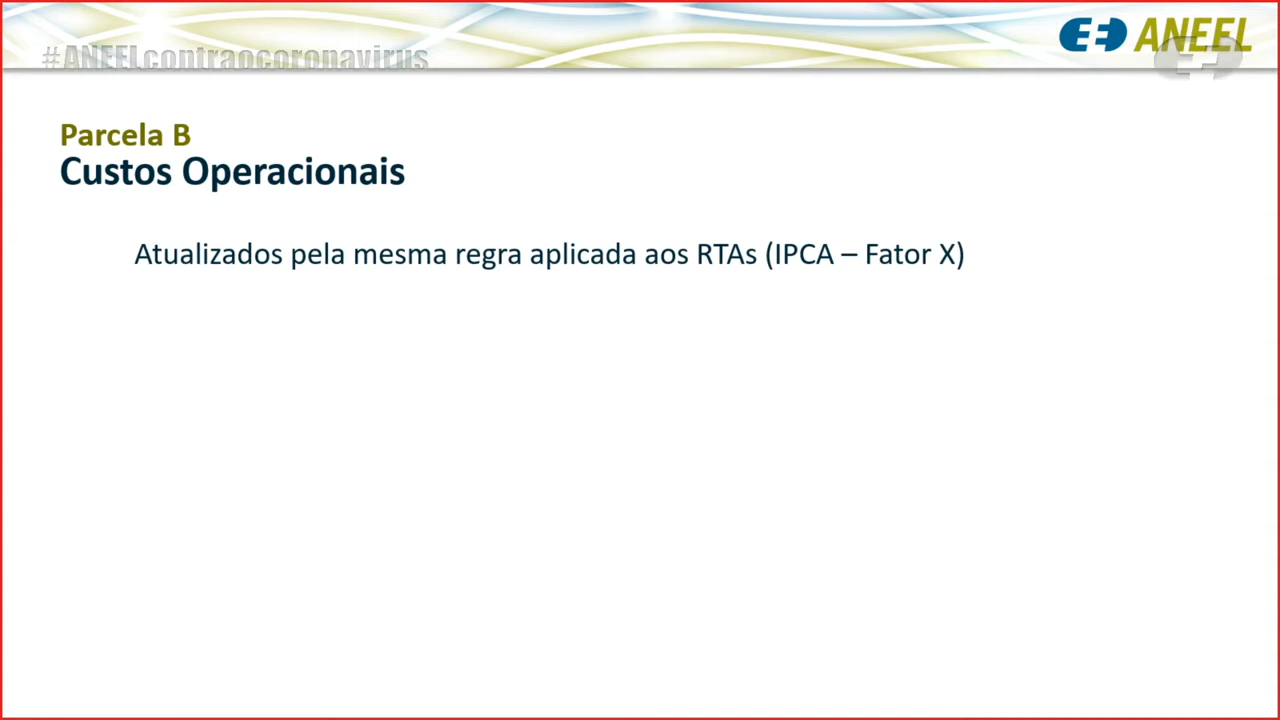 #ANEELcontraocoronavirus
ANEEL
Parcela B
Custos Operacionais
Atualizados pela mesma regra aplicada aos RTAs (IPCA – Fator X)